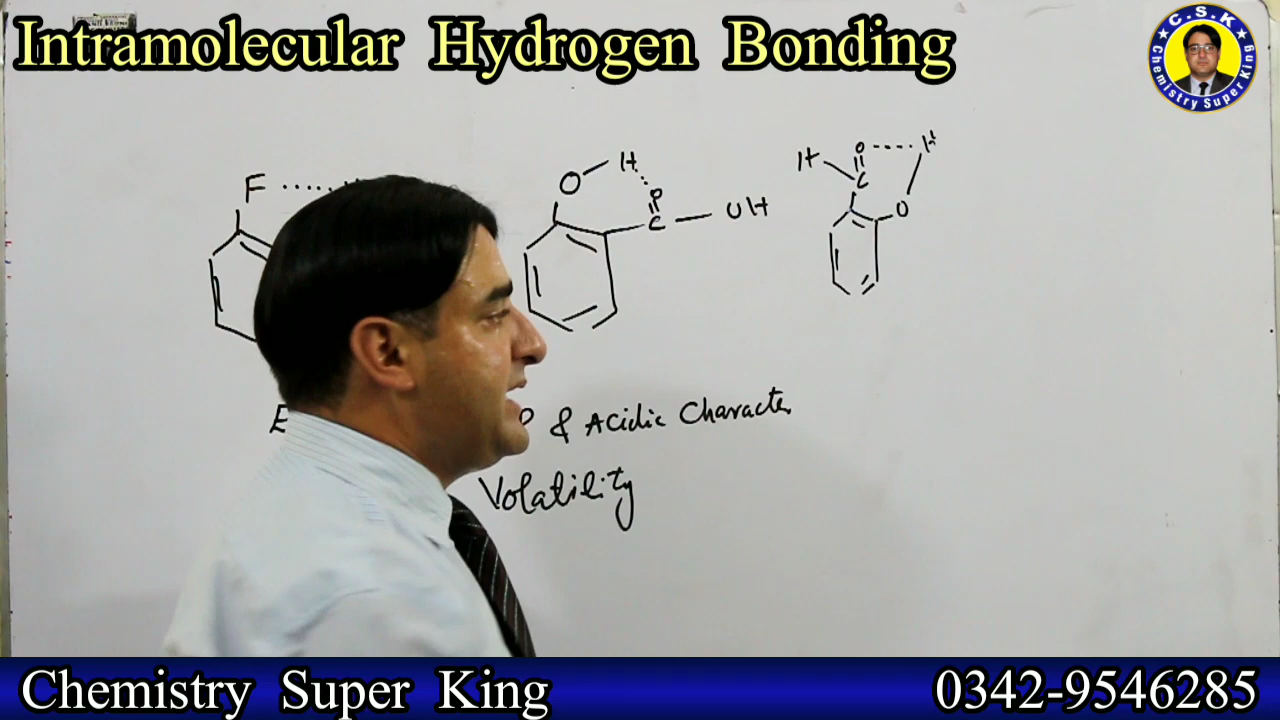 Intramolecular Hydrogen Bonding
C.S.K
Chemistry Super King
F
O H
O
C OH
H O H
C
O
E
P & Acidic Character
Volatility
Chemistry Super King
0342-9546285